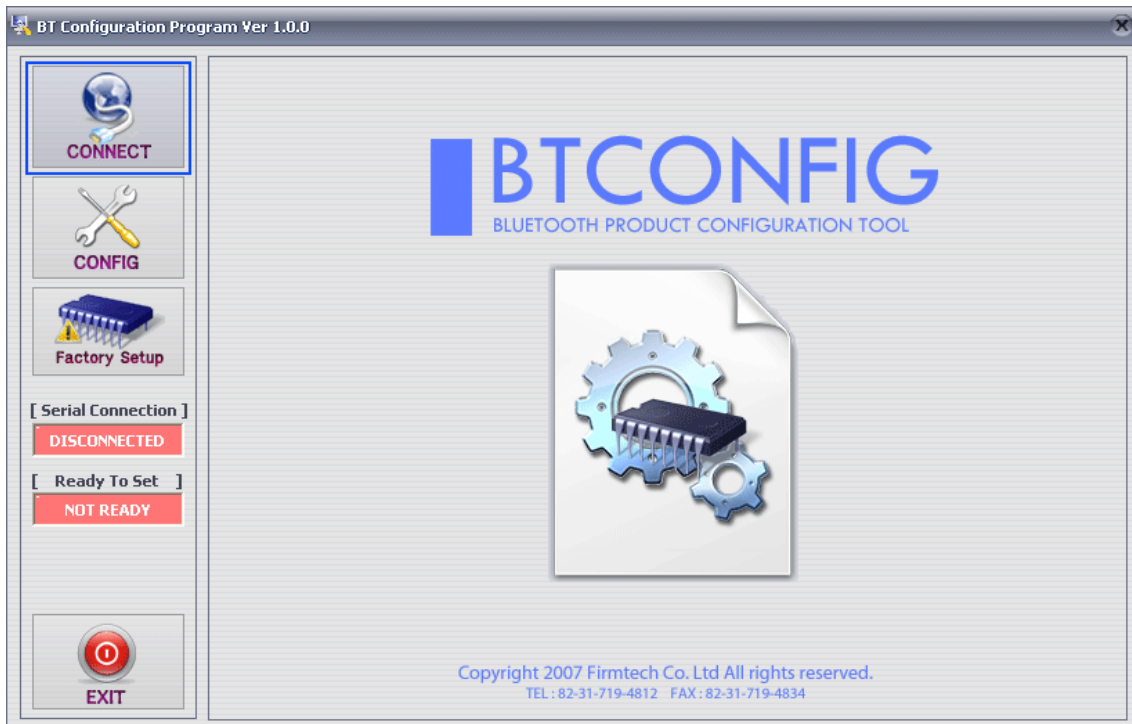 BT Configuration Program Ver 1.0.0
CONNECT
CONFIG
Factory Setup
[ Serial Connection ]
DISCONNECTED
[ Ready To Set ]
NOT READY
EXIT
BTCONFIG
BLUETOOTH PRODUCT CONFIGURATION TOOL
Copyright 2007 Firmtech Co. Ltd All rights reserved.
TEL : 82-31-719-4812 FAX : 82-31-719-4834